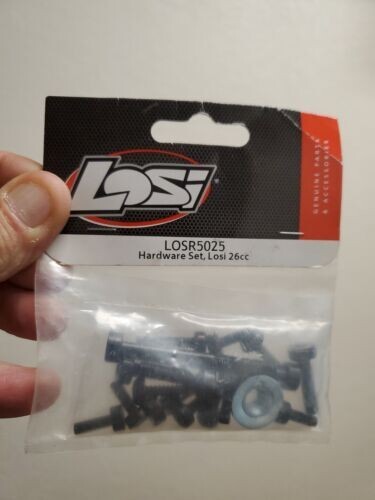 Losi
GENUINE PARTS
& ACCESSORIES
LOSR5025
Hardware Set, Losi 26cc